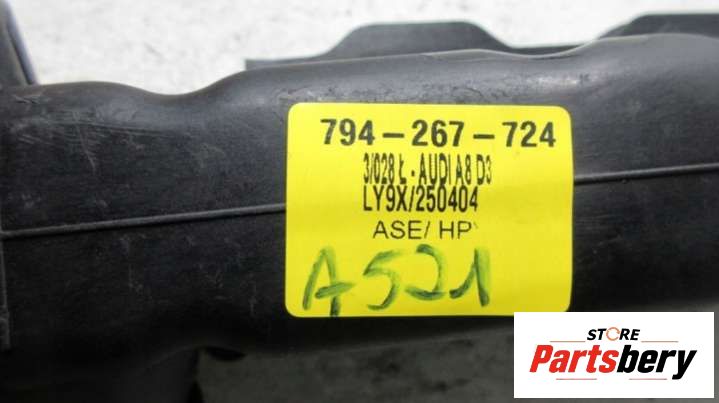 794-267-724
3/028 Ł - AUDI A8 D3
LY9X/250404
ASE/ HP
A521
STORE
Partsbery